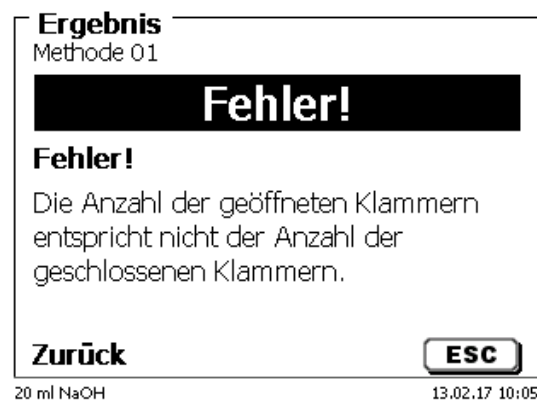 Ergebnis
Methode 01
Fehler!
Fehler!
Die Anzahl der geöffneten Klammern
entspricht nicht der Anzahl der
geschlossenen Klammern.
Zurück
ESC
20 ml NaOH
13.02.17 10:05